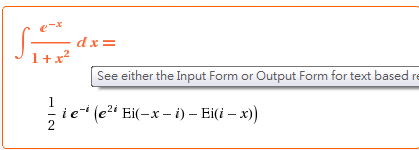 ∫ e^{-x} / (1 + x^2) dx =
See either the Input Form or Output Form for text based
1/2 i e^{-i} (e^{2i} Ei(-x - i) - Ei(i - x))